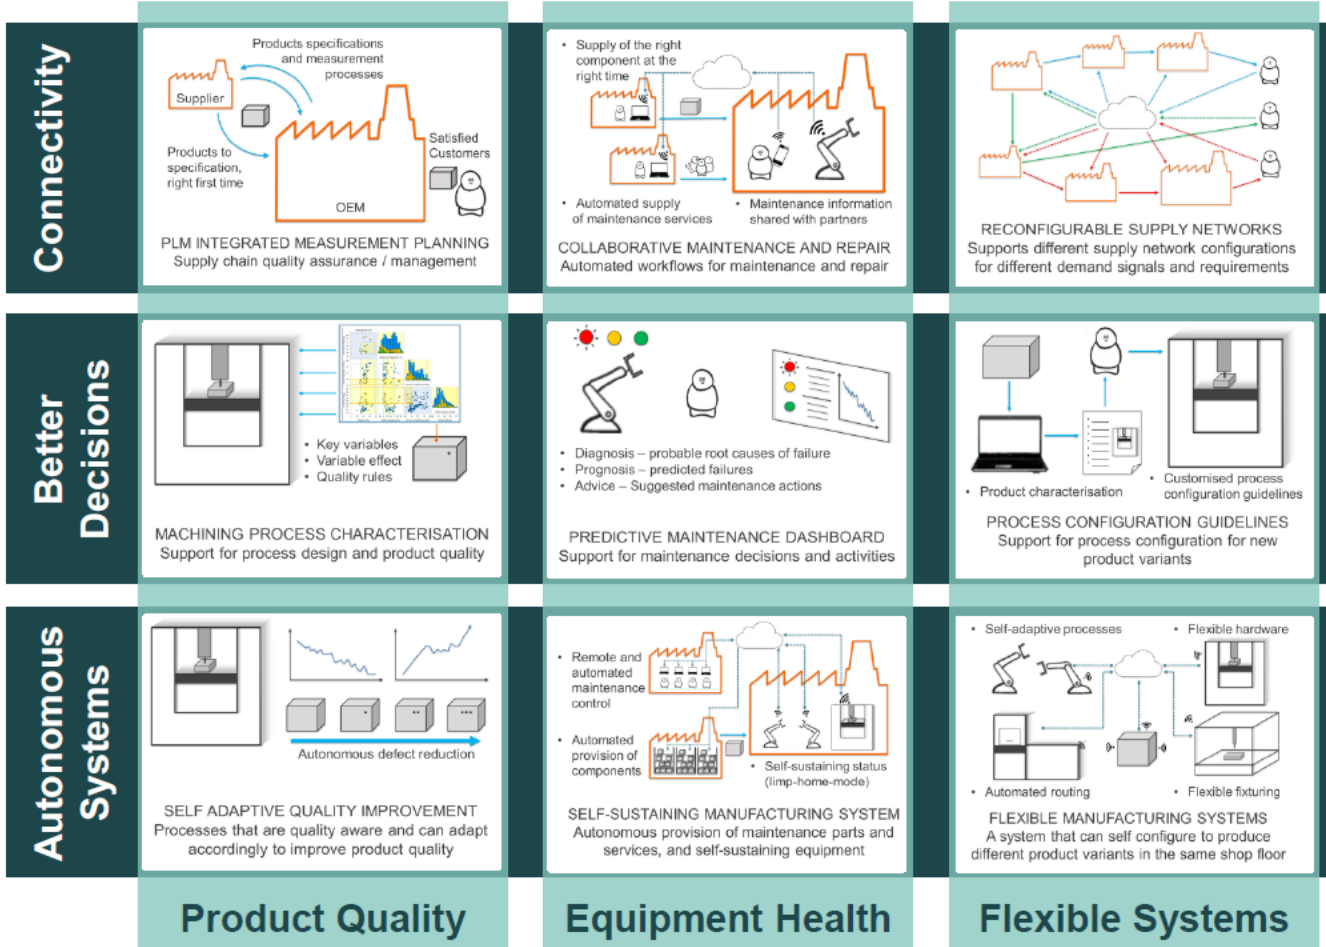 Connectivity
Products specifications
and measurement
processes
Supplier
Products to
specification,
right first time
Satisfied
Customers
OEM
PLM INTEGRATED MEASUREMENT PLANNING
Supply chain quality assurance / management
• Supply of the right
component at the
right time
• Automated supply
of maintenance services
• Maintenance information
shared with partners
COLLABORATIVE MAINTENANCE AND REPAIR
Automated workflows for maintenance and repair
RECONFIGURABLE SUPPLY NETWORKS
Supports different supply network configurations
for different demand signals and requirements
Better
Decisions
• Key variables
• Variable effect
• Quality rules
MACHINING PROCESS CHARACTERISATION
Support for process design and product quality
• Diagnosis – probable root causes of failure
• Prognosis – predicted failures
• Advice – Suggested maintenance actions
PREDICTIVE MAINTENANCE DASHBOARD
Support for maintenance decisions and activities
• Product characterisation
• Customised process
configuration guidelines
PROCESS CONFIGURATION GUIDELINES
Support for process configuration for new
product variants
Autonomous
Systems
Autonomous defect reduction
SELF ADAPTIVE QUALITY IMPROVEMENT
Processes that are quality aware and can adapt
accordingly to improve product quality
• Remote and
automated
maintenance
control
• Automated
provision of
components
• Self-sustaining status
(limp-home-mode)
SELF-SUSTAINING MANUFACTURING SYSTEM
Autonomous provision of maintenance parts and
services, and self-sustaining equipment
• Self-adaptive processes
• Flexible hardware
• Automated routing
• Flexible fixturing
FLEXIBLE MANUFACTURING SYSTEMS
A system that can self configure to produce
different product variants in the same shop floor
Product Quality
Equipment Health
Flexible Systems